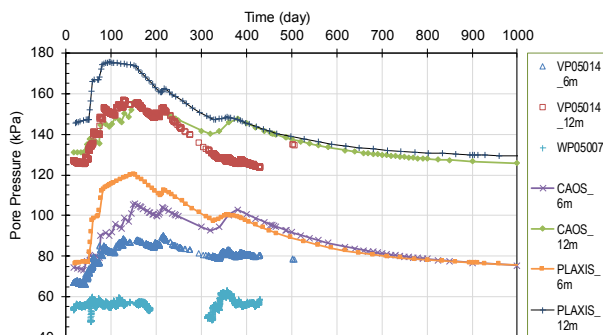 Time (day)
0 100 200 300 400 500 600 700 800 900 1000
180
160
140
120
100
80
60
40
Pore Pressure (kPa)
VP05014
_6m
VP05014
_12m
WP05007
CAOS_
6m
CAOS_
12m
PLAXIS_
6m
PLAXIS_
12m